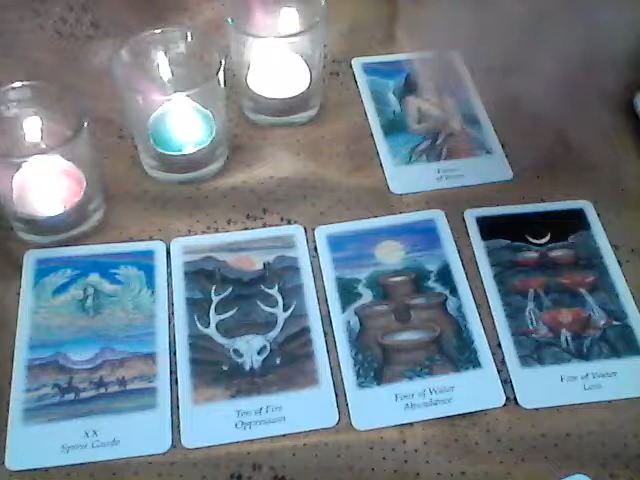 XX
Spirit Guide
Ten of Fire
Oppression
Four of Water
Abundance
Five of Water
Loss